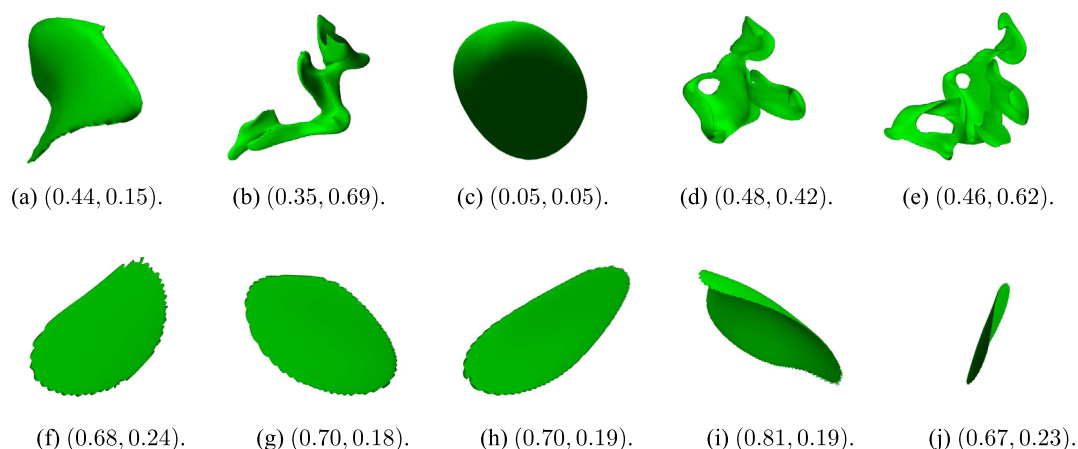 (a) (0.44, 0.15). (b) (0.35, 0.69). (c) (0.05, 0.05). (d) (0.48, 0.42). (e) (0.46, 0.62).
(f) (0.68, 0.24). (g) (0.70, 0.18). (h) (0.70, 0.19). (i) (0.81, 0.19). (j) (0.67, 0.23).